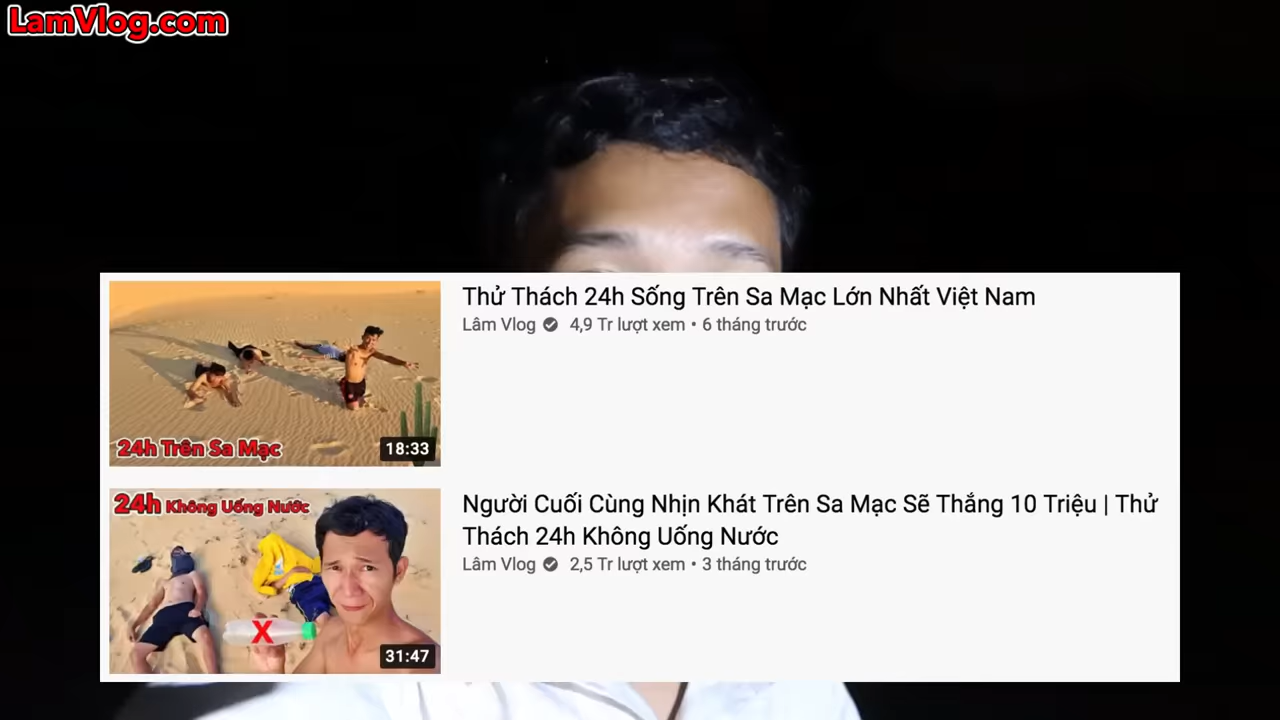 LamVlog.com
Thử Thách 24h Sống Trên Sa Mạc Lớn Nhất Việt Nam
Lâm Vlog 4,9 Tr lượt xem • 6 tháng trước
24h Trên Sa Mạc
18:33
24h Không Uống Nước
Người Cuối Cùng Nhịn Khát Trên Sa Mạc Sẽ Thắng 10 Triệu | Thử
Thách 24h Không Uống Nước
Lâm Vlog 2,5 Tr lượt xem • 3 tháng trước
X
31:47